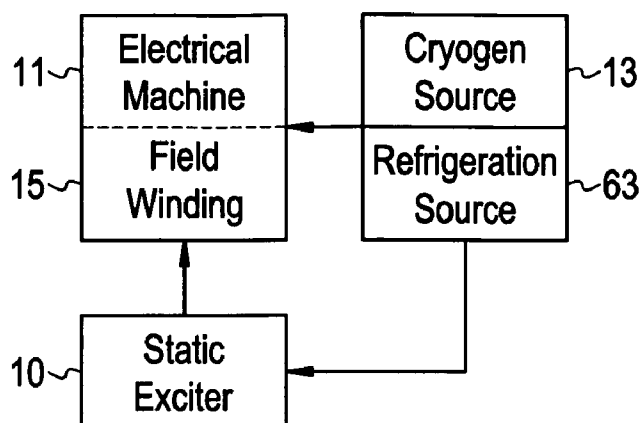 11
Electrical
Machine
Cryogen
Source
13
15
Field
Winding
Refrigeration
Source
63
10
Static
Exciter